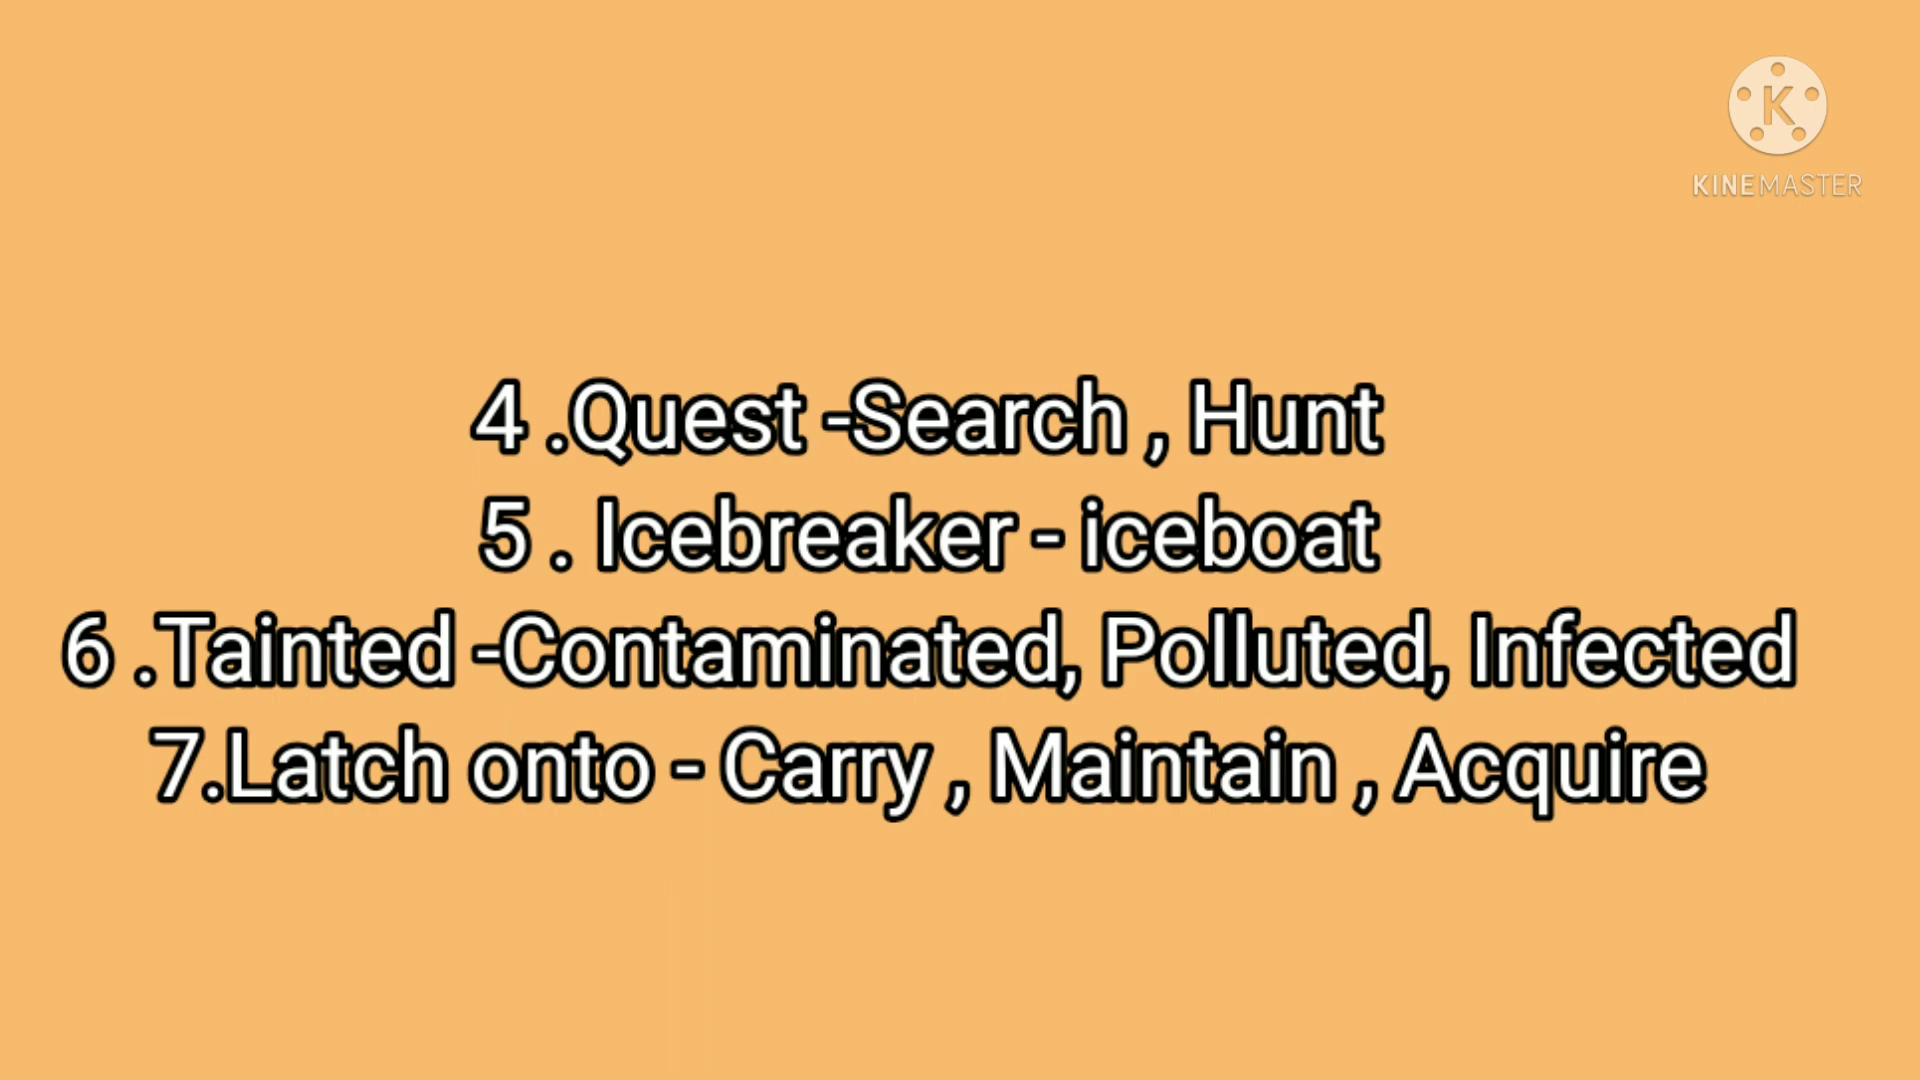 K
KINEMASTER
4 .Quest -Search , Hunt
5 . Icebreaker - iceboat
6 .Tainted -Contaminated, Polluted, Infected
7.Latch onto - Carry , Maintain , Acquire